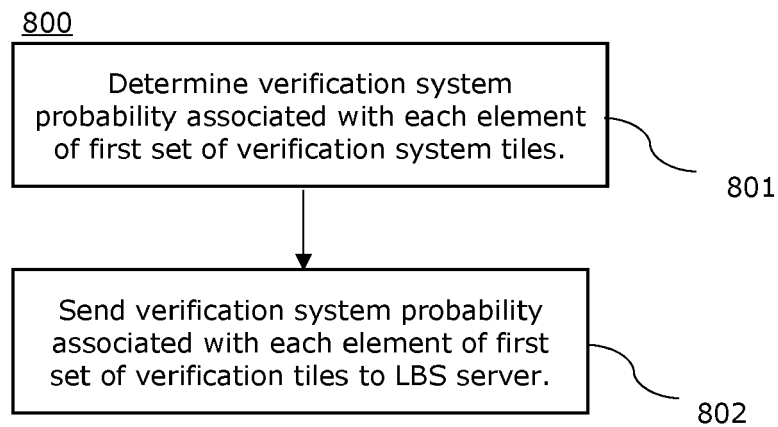 800
Determine verification system
probability associated with each element
of first set of verification system tiles.
801
Send verification system probability
associated with each element of first
set of verification tiles to LBS server.
802